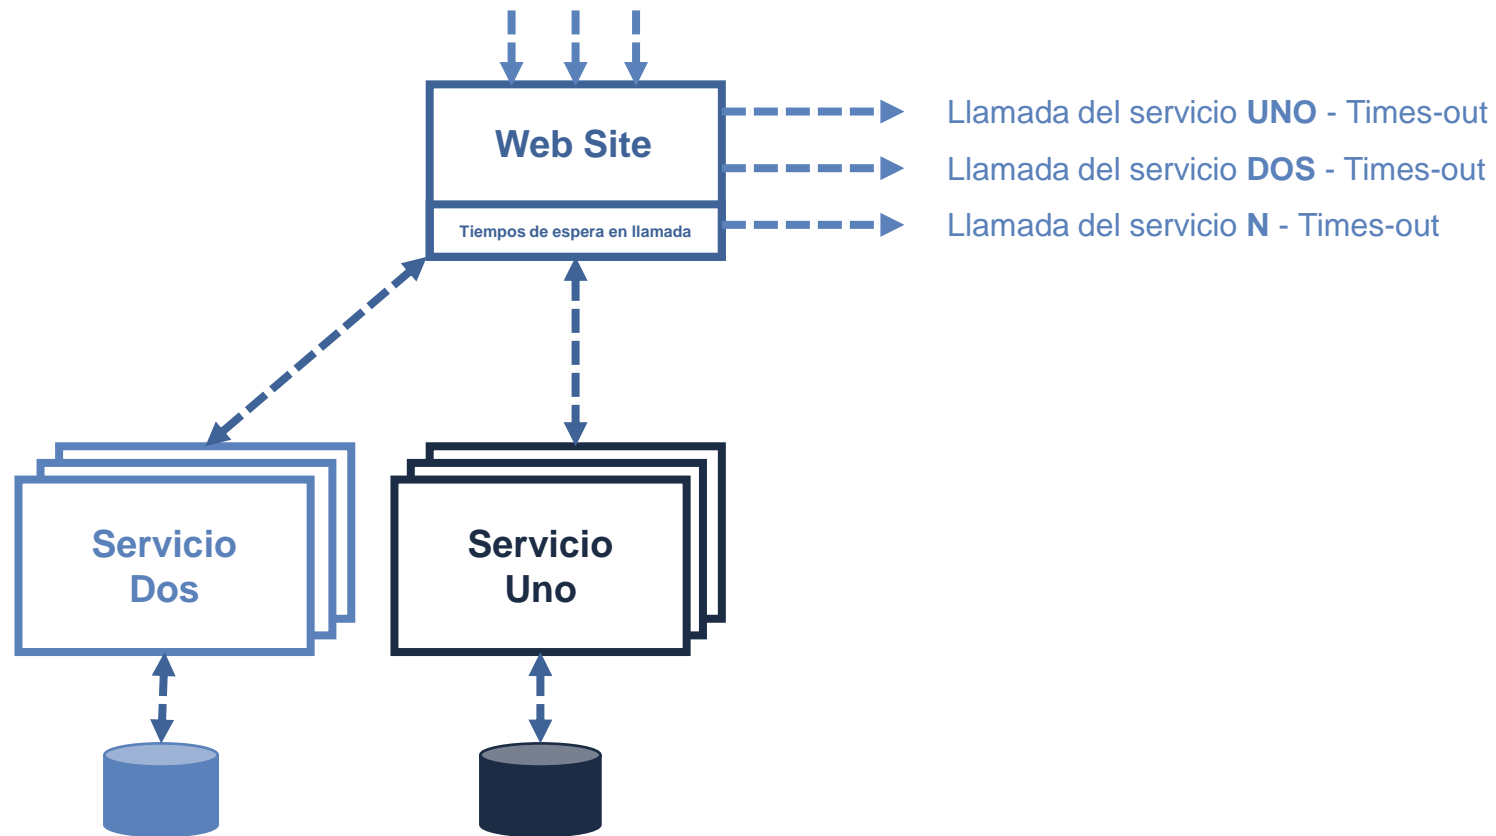 Web Site
Tiempos de espera en llamada
Llamada del servicio UNO - Times-out
Llamada del servicio DOS - Times-out
Llamada del servicio N - Times-out
Servicio
Dos
Servicio
Uno